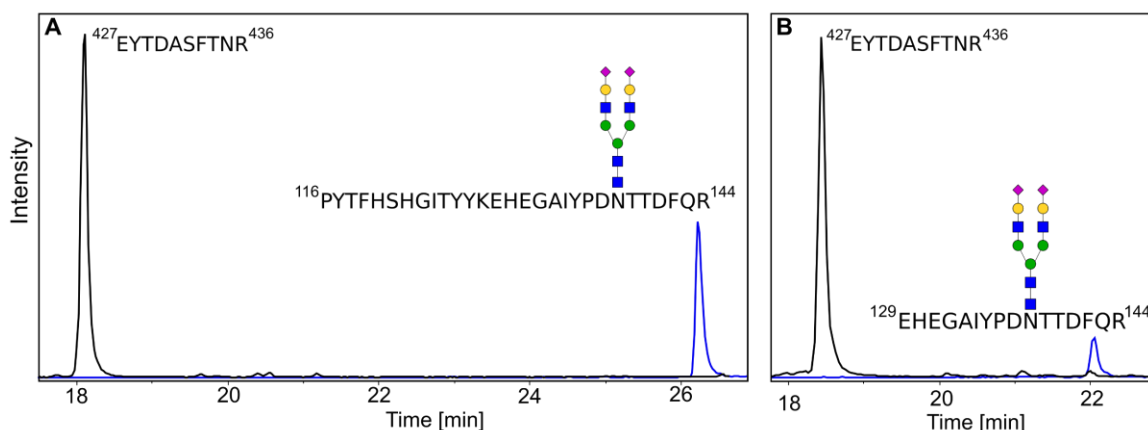 A
427EYTDASFTNR436
116PYTFHSHGITYYKEHEGAIYPDNTTDFQR144
Intensity
18 20 22 24 26
Time [min]
B
427EYTDASFTNR436
129EHEGAIYPDNTTDFQR144
18 20 22
Time [min]